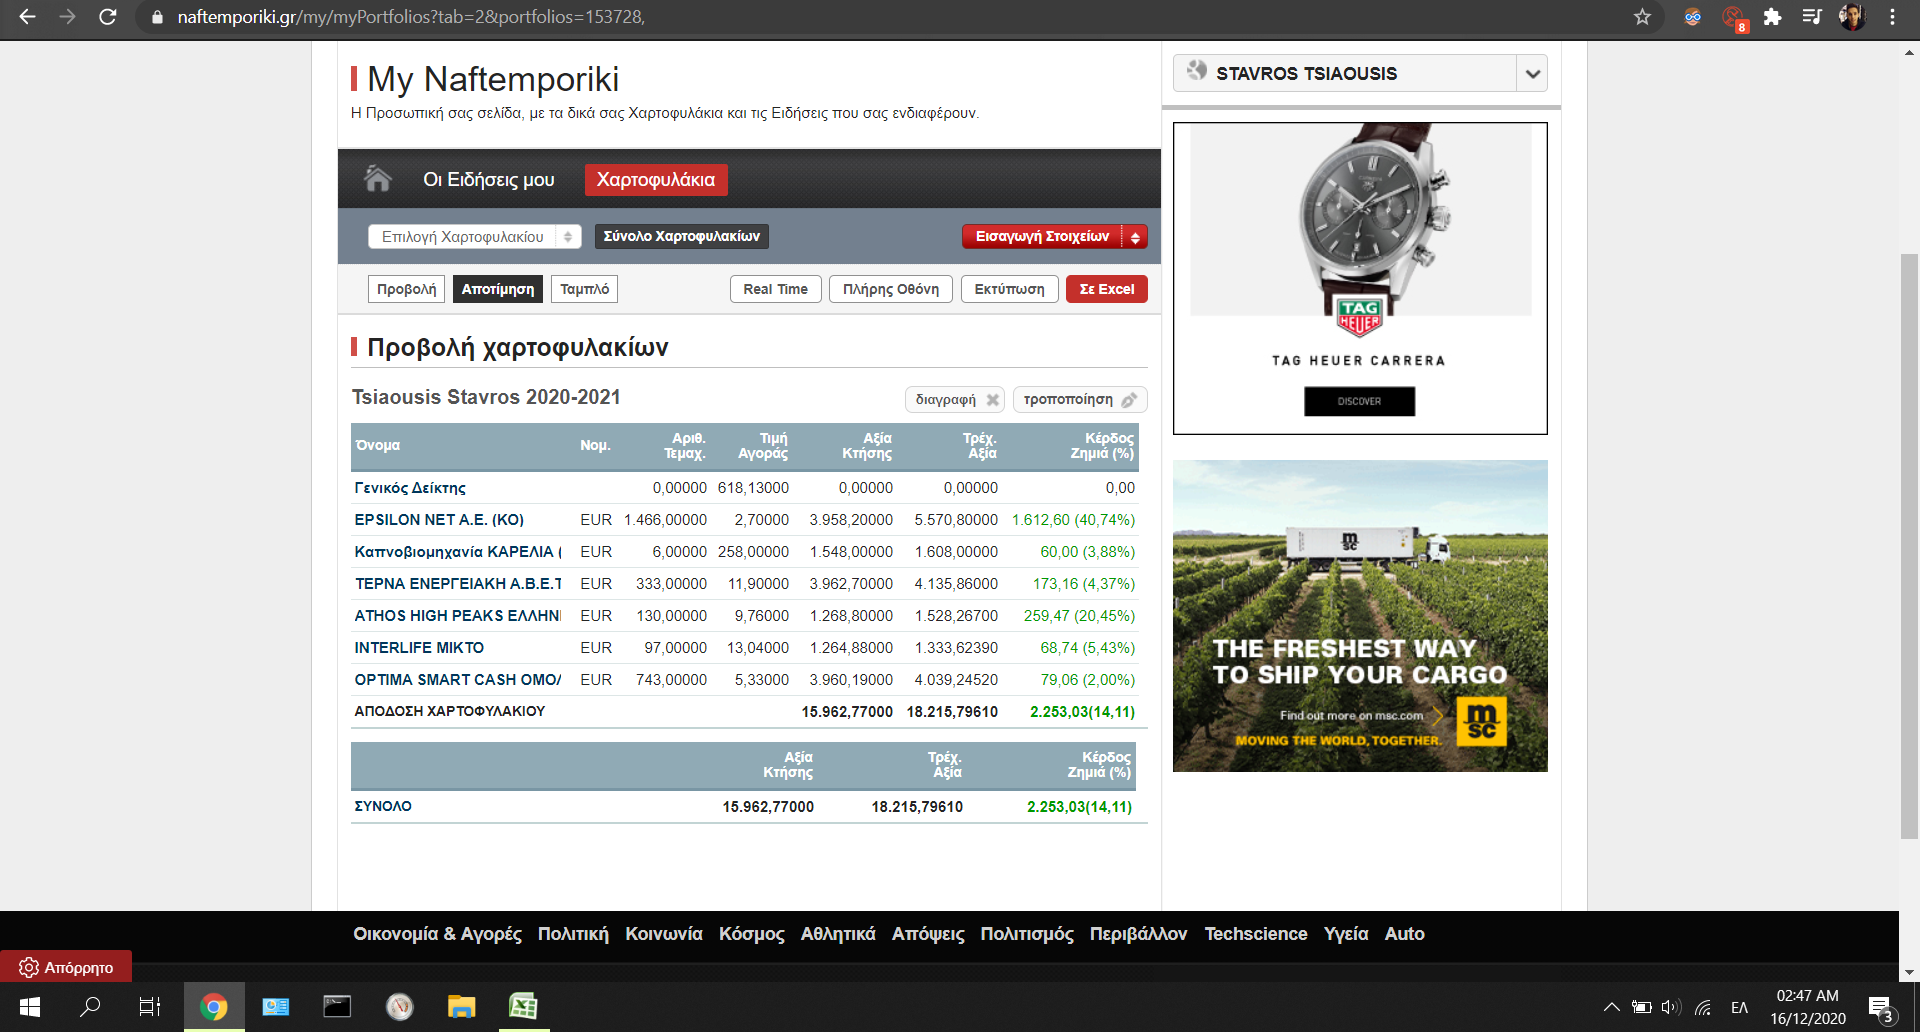 naftemporiki.gr/my/myPortfolios?tab=2&portfolios=153728,
8
My Naftemporiki
Η Προσωπική σας σελίδα, με τα δικά σας Χαρτοφυλάκια και τις Ειδήσεις που σας ενδιαφέρουν.
Οι Ειδήσεις μου Χαρτοφυλάκια
Επιλογή Χαρτοφυλακίου Σύνολο Χαρτοφυλακίων Εισαγωγή Στοιχείων
Προβολή Αποτίμηση Ταμπλό Real Time Πλήρης Οθόνη Εκτύπωση Σε Excel
Προβολή χαρτοφυλακίων
Tsiaousis Stavros 2020-2021 διαγραφή τροποποίηση
Όνομα Νομ. Αριθ. Τεμαχ. Τιμή Αγοράς Αξία Κτήσης Τρέχ. Αξία Κέρδος Ζημιά (%)
Γενικός Δείκτης 0,00000 618,13000 0,00000 0,00000 0,00
EPSILON NET Α.Ε. (ΚΟ) EUR 1.466,00000 2,70000 3.958,20000 5.570,80000 1.612,60 (40,74%)
Καπνοβιομηχανία ΚΑΡΕΛΙΑ ( EUR 6,00000 258,00000 1.548,00000 1.608,00000 60,00 (3,88%)
ΤΕΡΝΑ ΕΝΕΡΓΕΙΑΚΗ Α.Β.Ε.Τ EUR 333,00000 11,90000 3.962,70000 4.135,86000 173,16 (4,37%)
ATHOS HIGH PEAKS ΕΛΛΗΝΙ EUR 130,00000 9,76000 1.268,80000 1.528,26700 259,47 (20,45%)
INTERLIFE ΜΙΚΤΟ EUR 97,00000 13,04000 1.264,88000 1.333,62390 68,74 (5,43%)
OPTIMA SMART CASH ΟΜΟΛ EUR 743,00000 5,33000 3.960,19000 4.039,24520 79,06 (2,00%)
ΑΠΟΔΟΣΗ ΧΑΡΤΟΦΥΛΑΚΙΟΥ 15.962,77000 18.215,79610 2.253,03(14,11)
Αξία Κτήσης Τρέχ. Αξία Κέρδος Ζημιά (%)
ΣΥΝΟΛΟ 15.962,77000 18.215,79610 2.253,03(14,11)
STAVROS TSIAOUSIS
TAG
HEUER
TAG HEUER CARRERA
DISCOVER
m
sc
THE FRESHEST WAY
TO SHIP YOUR CARGO
Find out more on msc.com
MOVING THE WORLD, TOGETHER.
m
sc
Οικονομία & Αγορές Πολιτική Κοινωνία Κόσμος Αθλητικά Απόψεις Πολιτισμός Περιβάλλον Techscience Υγεία Auto
Απόρρητο
ΕΛ
02:47 AM
16/12/2020
3